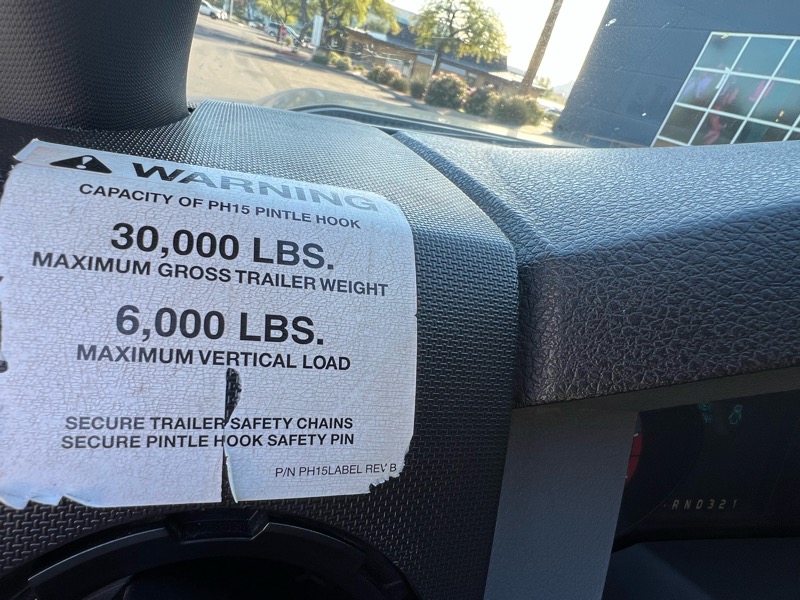 WARNING
CAPACITY OF PH15 PINTLE HOOK
30,000 LBS.
MAXIMUM GROSS TRAILER WEIGHT
6,000 LBS.
MAXIMUM VERTICAL LOAD
SECURE TRAILER SAFETY CHAINS
SECURE PINTLE HOOK SAFETY PIN
P/N PH15LABEL REV B
RND321